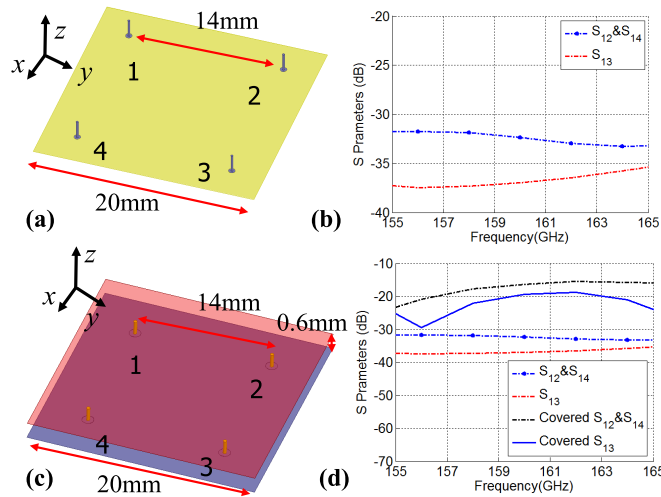 z
x
y
14mm
1
2
4
3
20mm
(a)
-20
-25
-30
-35
-40
S Prameters (dB)
S12&S14
S13
155 157 159 161 163 165
Frequency(GHz)
(b)
z
x
y
14mm
0.6mm
1
2
4
3
20mm
(c)
-10
-20
-30
-40
-50
-60
-70
S Prameters (dB)
S12&S14
S13
Covered S12&S14
Covered S13
155 157 159 161 163 165
Frequency(GHz)
(d)